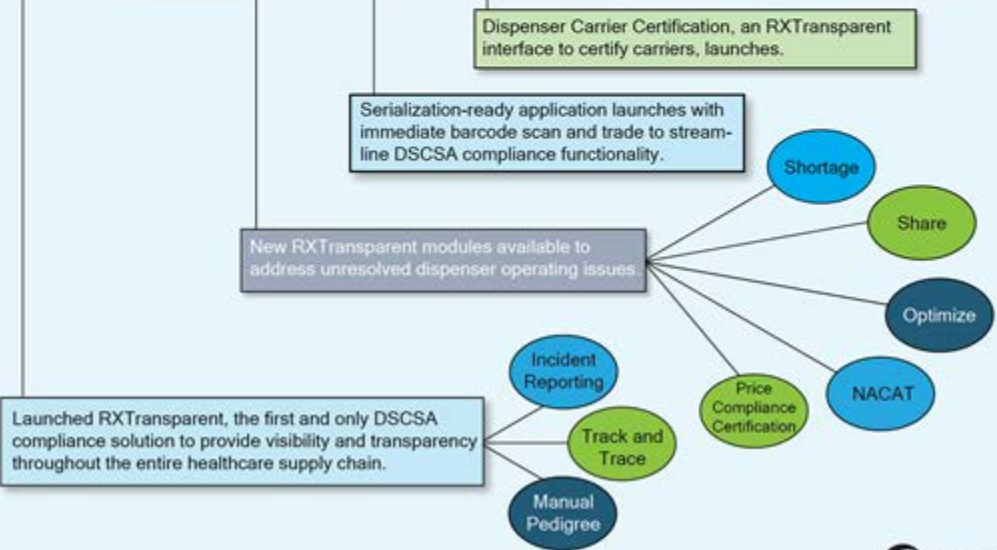 Dispenser Carrier Certification, an RXTransparent
interface to certify carriers, launches.
Serialization-ready application launches with
immediate barcode scan and trade to stream-
line DSCSA compliance functionality.
Shortage
Share
New RXTransparent modules available to
address unresolved dispenser operating issues.
Optimize
Incident
Reporting
Price
Compliance
Certification
NACAT
Launched RXTransparent, the first and only DSCSA
compliance solution to provide visibility and transparency
throughout the entire healthcare supply chain.
Track and
Trace
Manual
Pedigree